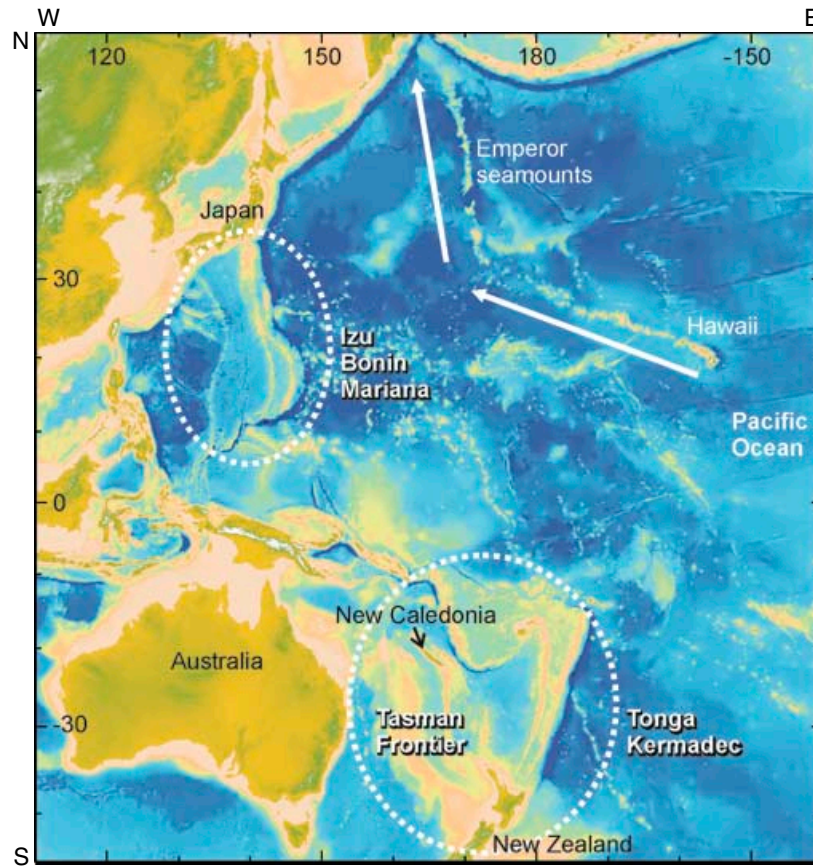 W
E
N
120
150
180
-150
Emperor
seamounts
Japan
30
Hawaii
Izu
Bonin
Mariana
Pacific
Ocean
0
New Caledonia
Australia
-30
Tasman
Frontier
Tonga
Kermadec
New Zealand
S